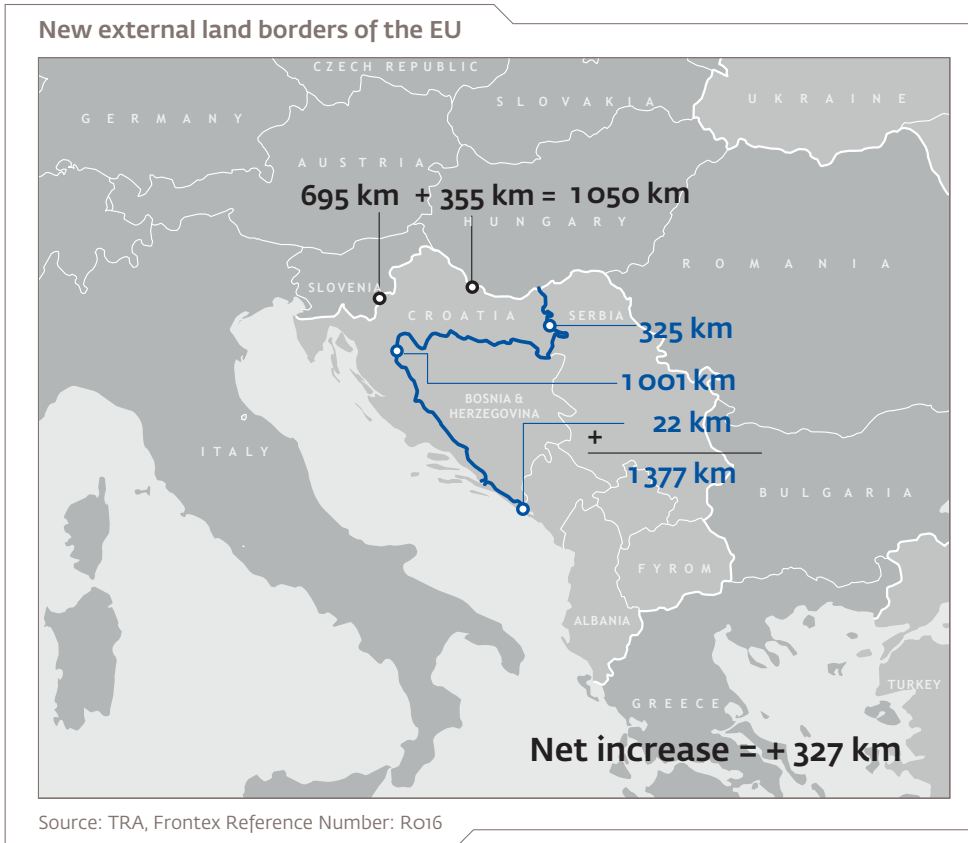 New external land borders of the EU
CZECH REPUBLIC
SLOVAKIA
UKRAINE
GERMANY
AUSTRIA
695 km + 355 km = 1 050 km
HUNGARY
ROMANIA
SLOVENIA
CROATIA
SERBIA
325 km
1 001 km
BOSNIA &
HERZEGOVINA
22 km
+
ITALY
1 377 km
BULGARIA
FYROM
ALBANIA
TURKEY
GREECE
Net increase = + 327 km
Source: TRA, Frontex Reference Number: R016